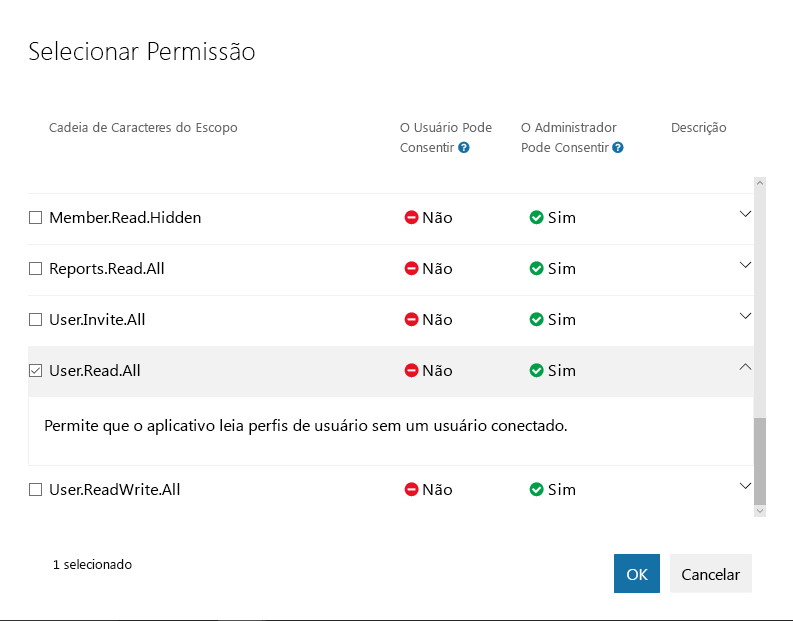 Selecionar Permissão
Cadeia de Caracteres do Escopo
O Usuário Pode
Consentir ?
O Administrador
Pode Consentir ?
Descrição
Member.Read.Hidden Não Sim
Reports.Read.All Não Sim
User.Invite.All Não Sim
User.Read.All Não Sim
Permite que o aplicativo leia perfis de usuário sem um usuário conectado.
User.ReadWrite.All Não Sim
1 selecionado
OK Cancelar